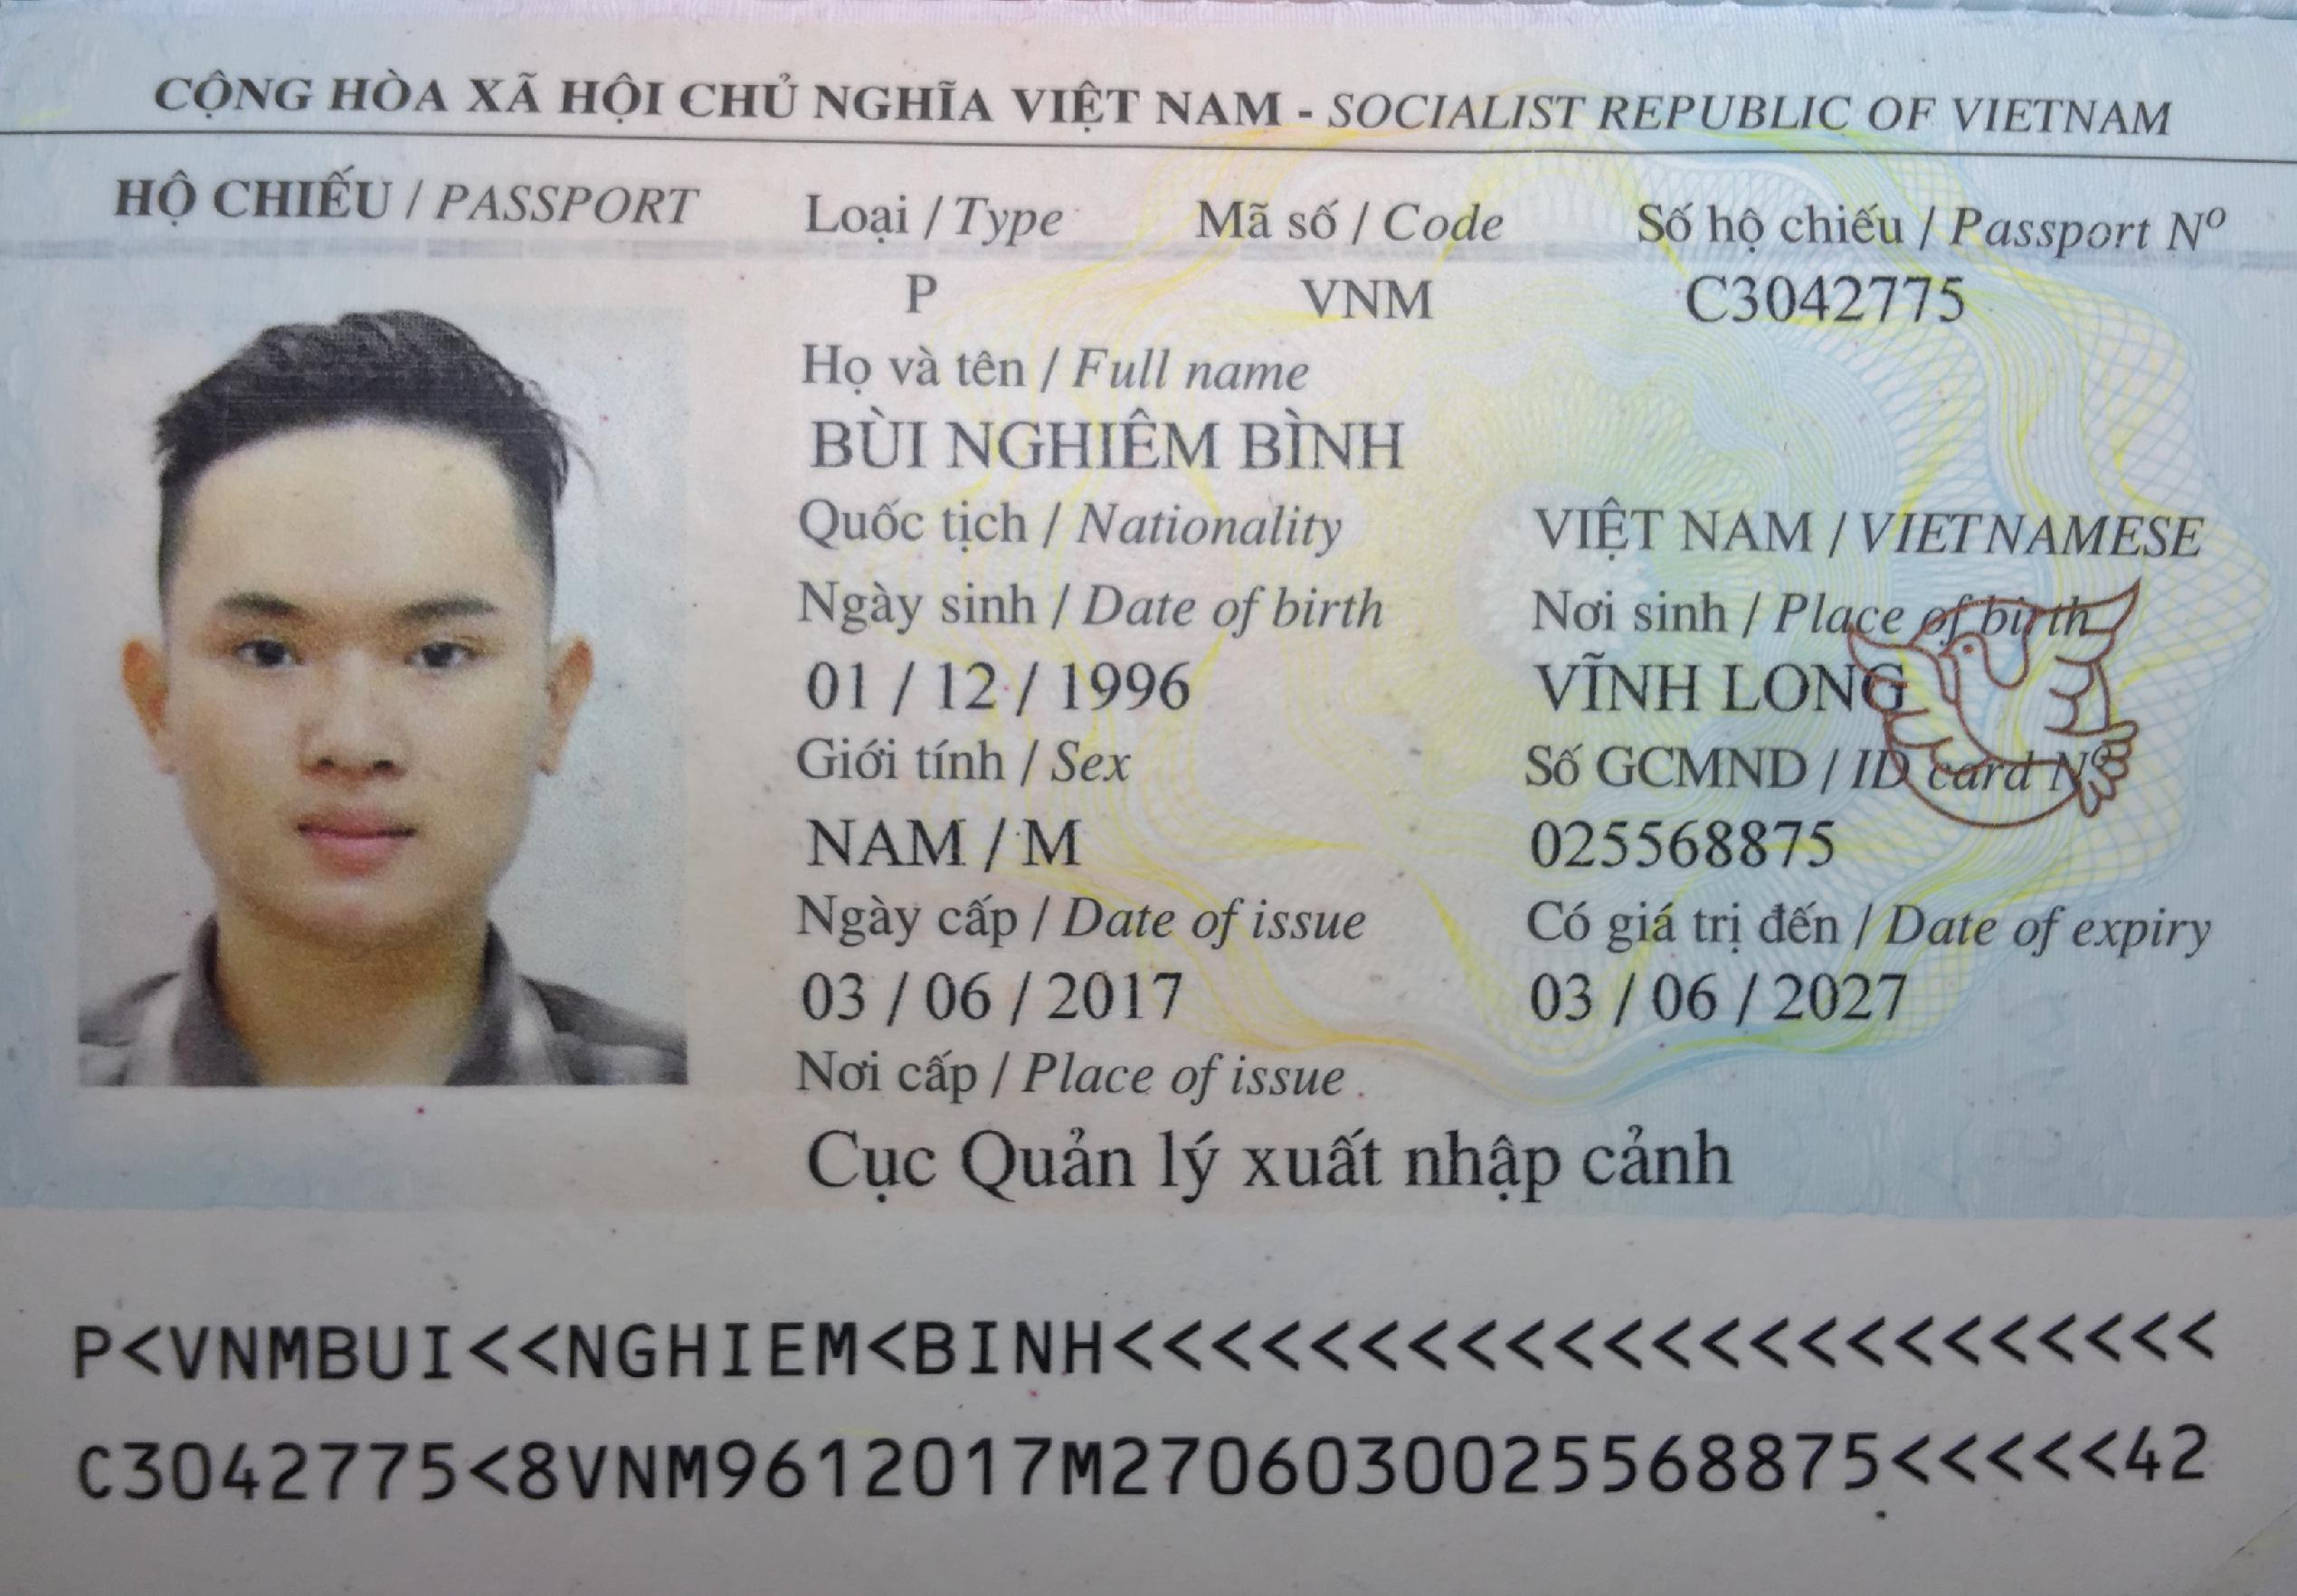 CỘNG HÒA XÃ HỘI CHỦ NGHĨA VIỆT NAM - SOCIALIST REPUBLIC OF VIETNAM
HỘ CHIẾU / PASSPORT Loại / Type Mã số / Code Số hộ chiếu / Passport Nº
P VNM C3042775
Họ và tên / Full name
BÙI NGHIÊM BÌNH
Quốc tịch / Nationality VIỆT NAM / VIETNAMESE
Ngày sinh / Date of birth Nơi sinh / Place of birth
01 / 12 / 1996 VĨNH LONG
Giới tính / Sex Số GCMND / ID card Nº
NAM / M 025568875
Ngày cấp / Date of issue Có giá trị đến / Date of expiry
03 / 06 / 2017 03 / 06 / 2027
Nơi cấp / Place of issue
Cục Quản lý xuất nhập cảnh
P<VNMBUI<<NGHIEM<BINH<<<<<<<<<<<<<<<<<<<<<<<
C3042775<8VNM9612017M2706030025568875<<<<<42